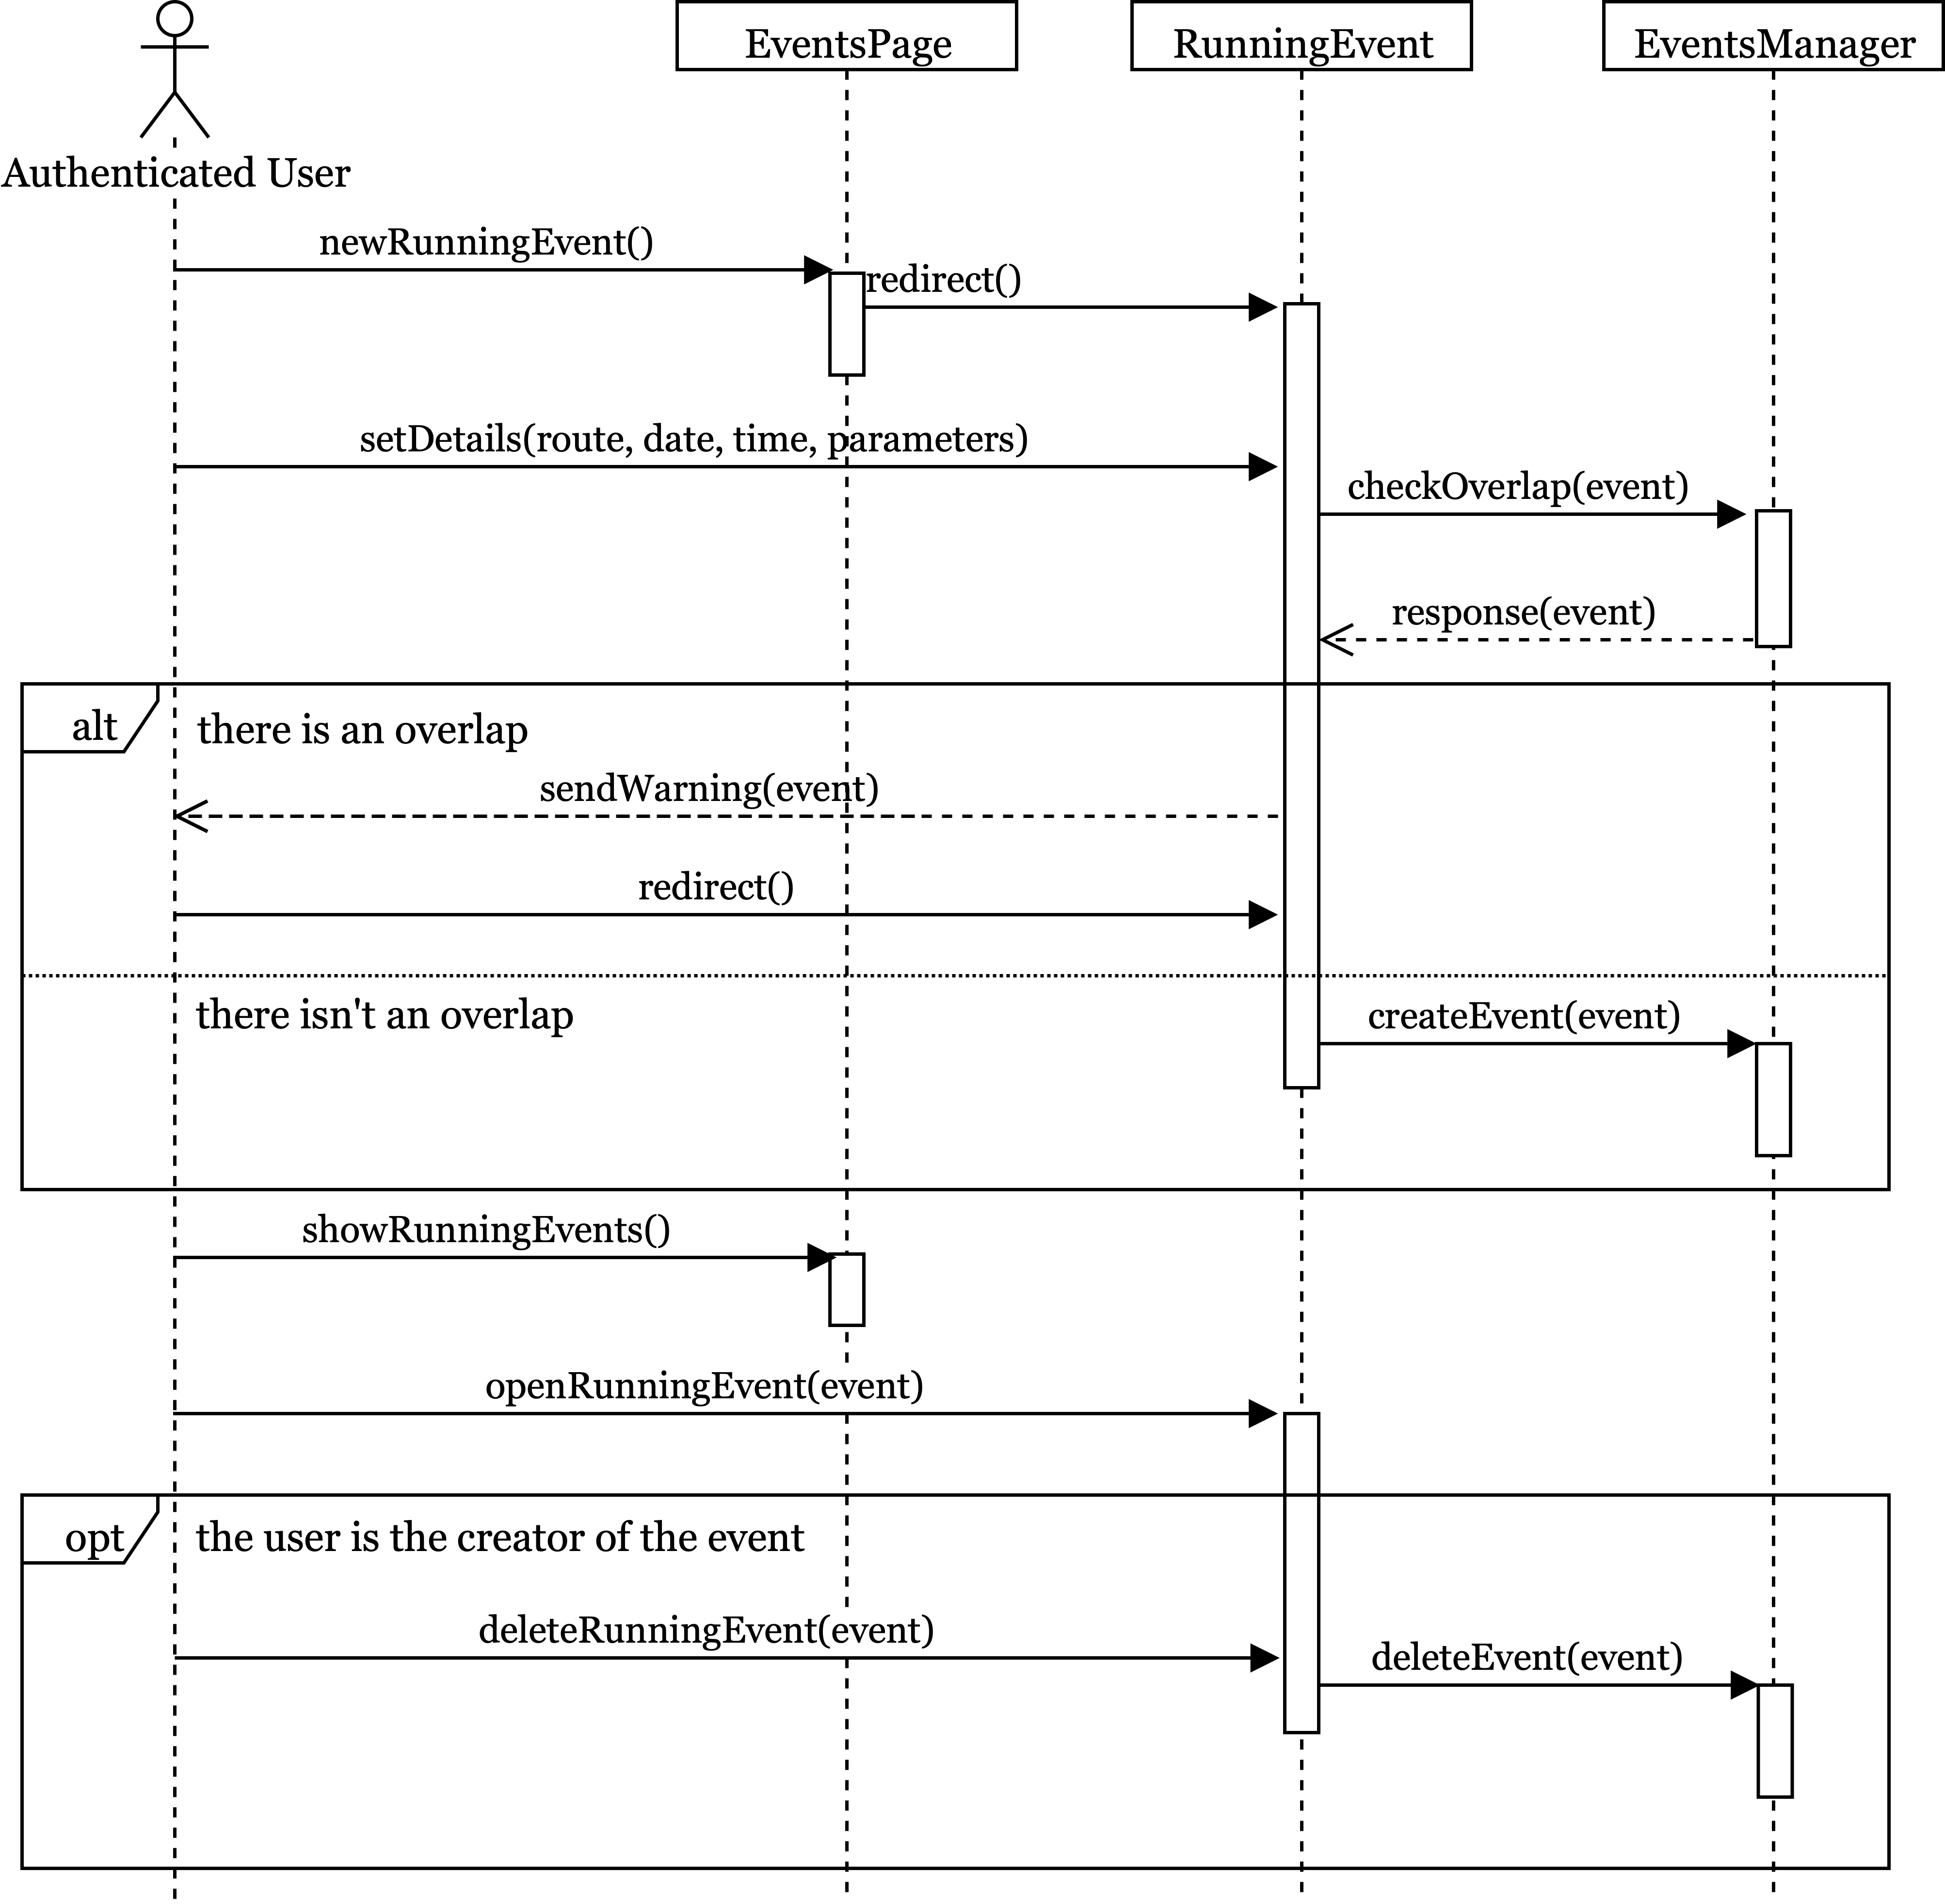 EventsPage
RunningEvent
EventsManager
Authenticated User
newRunningEvent()
redirect()
setDetails(route, date, time, parameters)
checkOverlap(event)
response(event)
alt
there is an overlap
sendWarning(event)
redirect()
there isn't an overlap
createEvent(event)
showRunningEvents()
openRunningEvent(event)
opt
the user is the creator of the event
deleteRunningEvent(event)
deleteEvent(event)